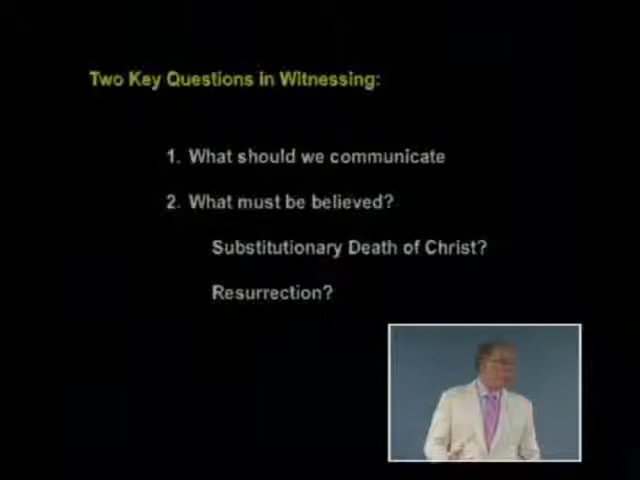 Two Key Questions in Witnessing:
1. What should we communicate
2. What must be believed?
Substitutionary Death of Christ?
Resurrection?